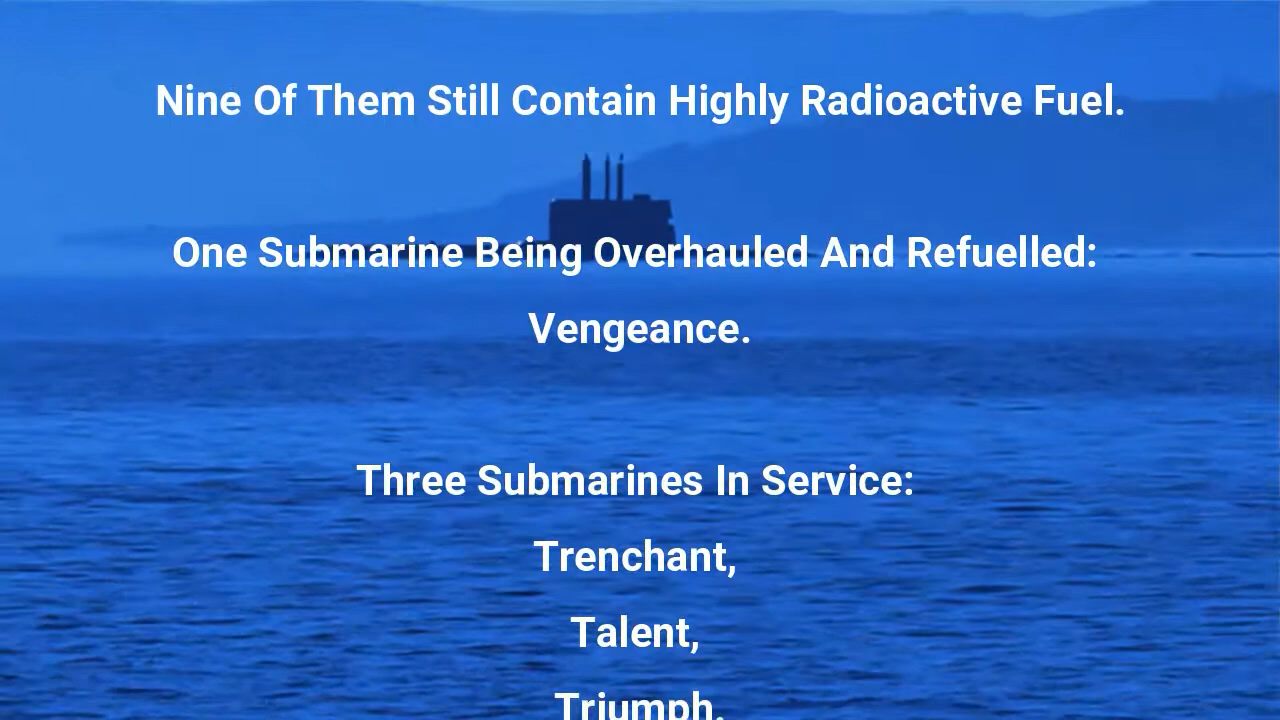 Nine Of Them Still Contain Highly Radioactive Fuel.
One Submarine Being Overhauled And Refuelled:
Vengeance.
Three Submarines In Service:
Trenchant,
Talent,
Triumph.